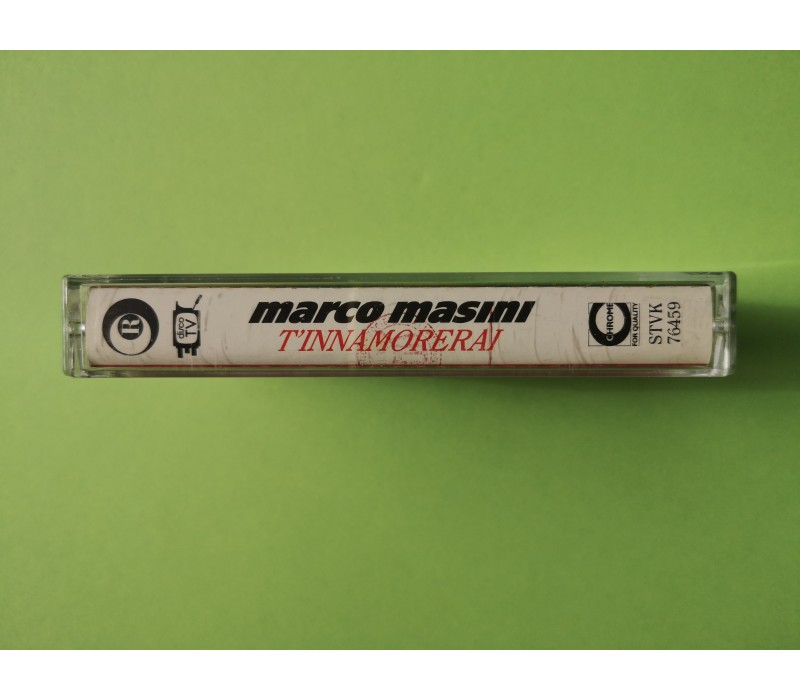 R
disco
TV
marco masini
T'INNAMORERAI
CHROME
FOR QUALITY
STVK
76459